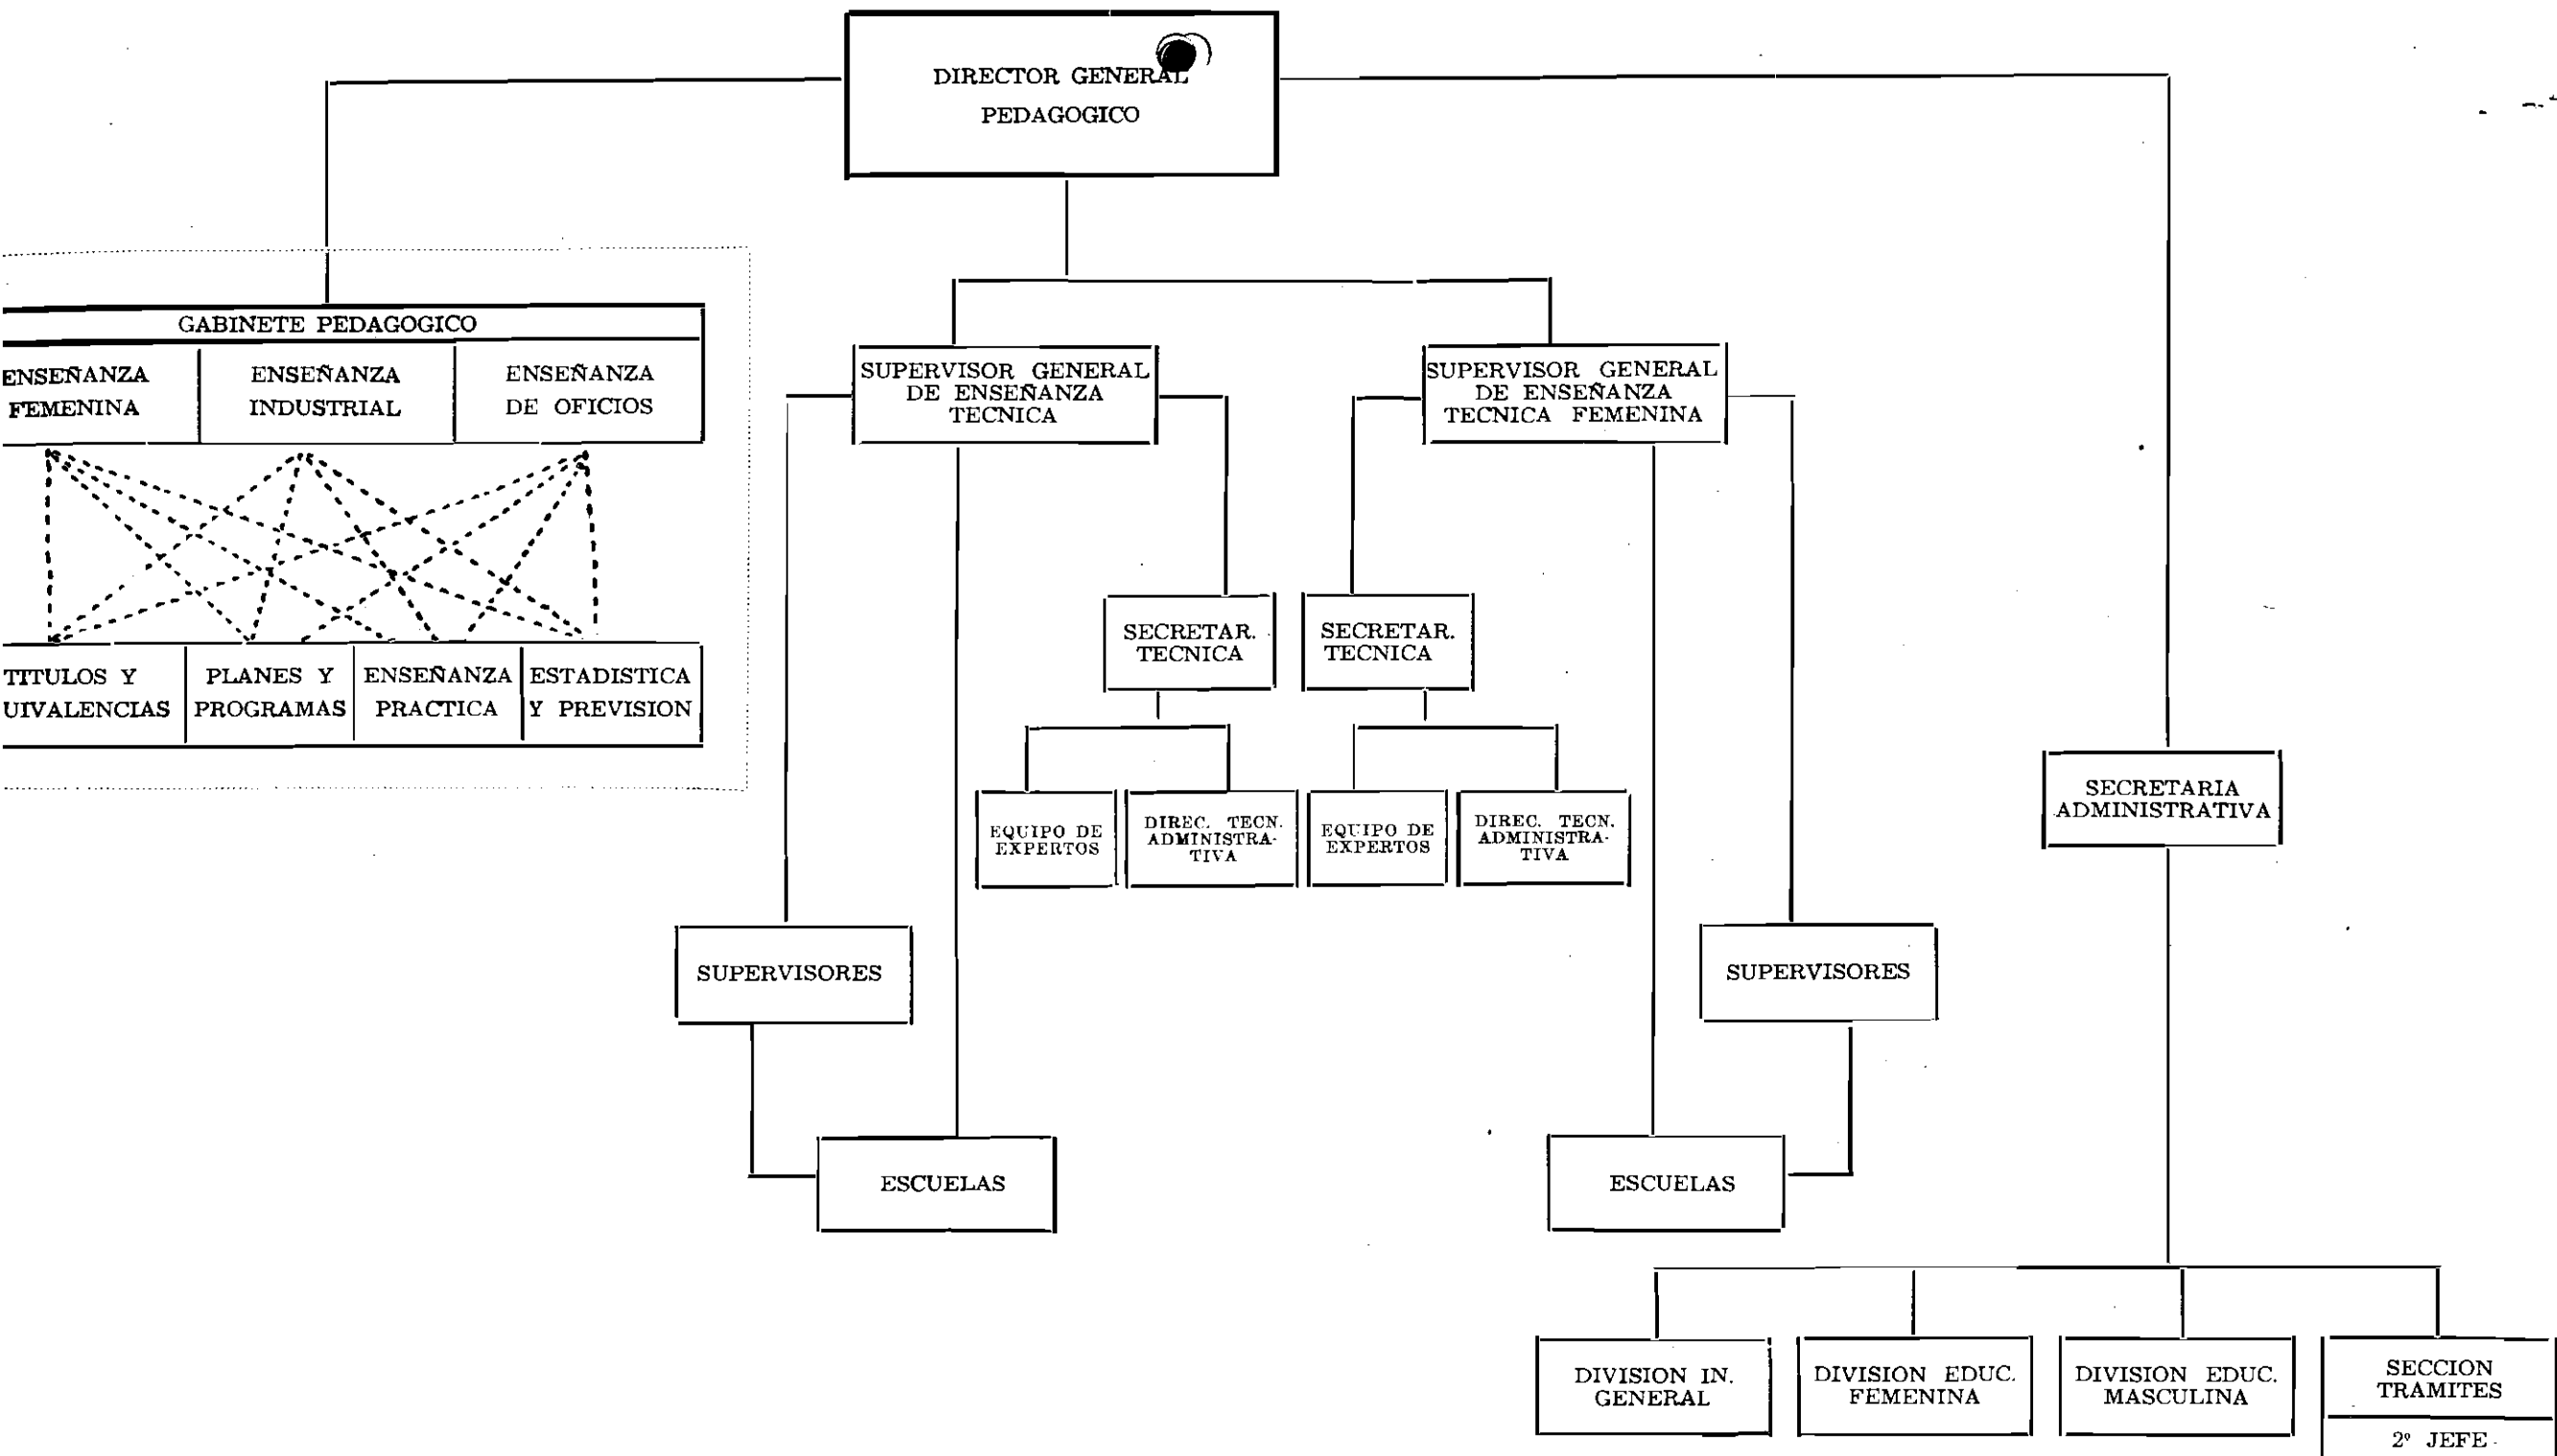 DIRECTOR GENERAL
PEDAGOGICO
GABINETE PEDAGOGICO
ENSEÑANZA
FEMENINA
ENSEÑANZA
INDUSTRIAL
ENSEÑANZA
DE OFICIOS
SUPERVISOR GENERAL
DE ENSEÑANZA
TECNICA
SUPERVISOR GENERAL
DE ENSEÑANZA
TECNICA FEMENINA
SECRETAR.
TECNICA
SECRETAR.
TECNICA
TITULOS Y
UIVALENCIAS
PLANES Y
PROGRAMAS
ENSEÑANZA
PRACTICA
ESTADISTICA
Y PREVISION
EQUIPO DE
EXPERTOS
DIREC. TECN.
ADMINISTRA-
TIVA
EQUIPO DE
EXPERTOS
DIREC. TECN.
ADMINISTRA-
TIVA
SECRETARIA
ADMINISTRATIVA
SUPERVISORES
SUPERVISORES
ESCUELAS
ESCUELAS
DIVISION IN.
GENERAL
DIVISION EDUC.
FEMENINA
DIVISION EDUC.
MASCULINA
SECCION
TRAMITES
2º JEFE